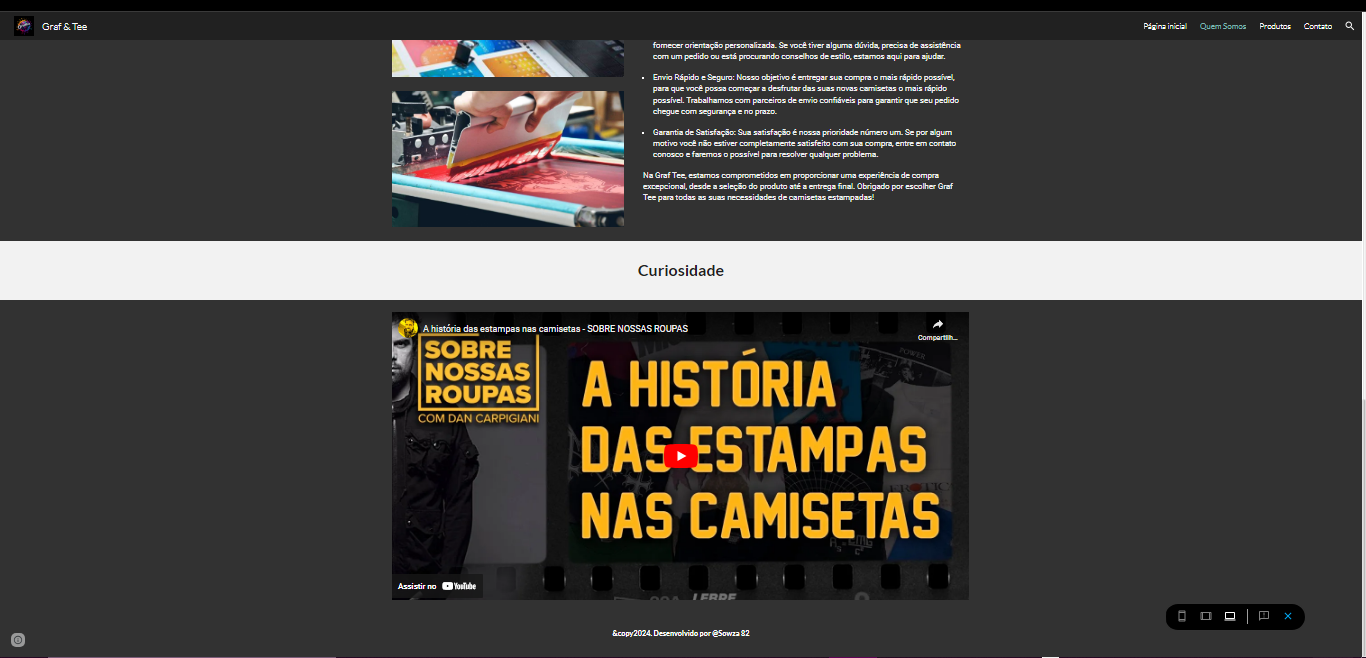 Graf & Tee
Página inicial
Quem Somos
Produtos
Contato
fornecer orientação personalizada. Se você tiver alguma dúvida, precisa de assistência
com um pedido ou está procurando conselhos de estilo, estamos aqui para ajudar.
Envio Rápido e Seguro: Nosso objetivo é entregar sua compra o mais rápido possível,
para que você possa começar a desfrutar das suas novas camisetas o mais rápido
possível. Trabalhamos com parceiros de envio confiáveis para garantir que seu pedido
chegue com segurança e no prazo.
Garantia de Satisfação: Sua satisfação é nossa prioridade número um. Se por algum
motivo você não estiver completamente satisfeito com sua compra, entre em contato
conosco e faremos o possível para resolver qualquer problema.
Na Graf Tee, estamos comprometidos em proporcionar uma experiência de compra
excepcional, desde a seleção do produto até a entrega final. Obrigado por escolher Graf
Tee para todas as suas necessidades de camisetas estampadas!
Curiosidade
A história das estampas nas camisetas - SOBRE NOSSAS ROUPAS
Compartilh...
SOBRE
NOSSAS
ROUPAS
COM DAN CARPIGIANI
A HISTÓRIA
DAS ESTAMPAS
NAS CAMISETAS
POWER
Assistir no YouTube
LEBRE
&copy2024. Desenvolvido por @Sowza 82